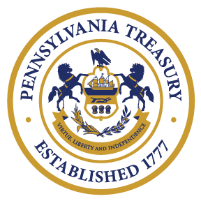 PENNSYLVANIA TREASURY
VIRTUE, LIBERTY AND INDEPENDENCE
ESTABLISHED 1777